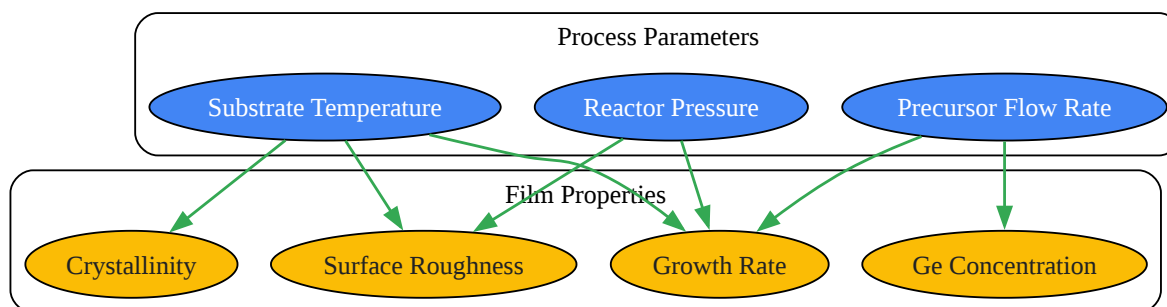 Process Parameters
Substrate Temperature
Reactor Pressure
Precursor Flow Rate
Film Properties
Crystallinity
Surface Roughness
Growth Rate
Ge Concentration